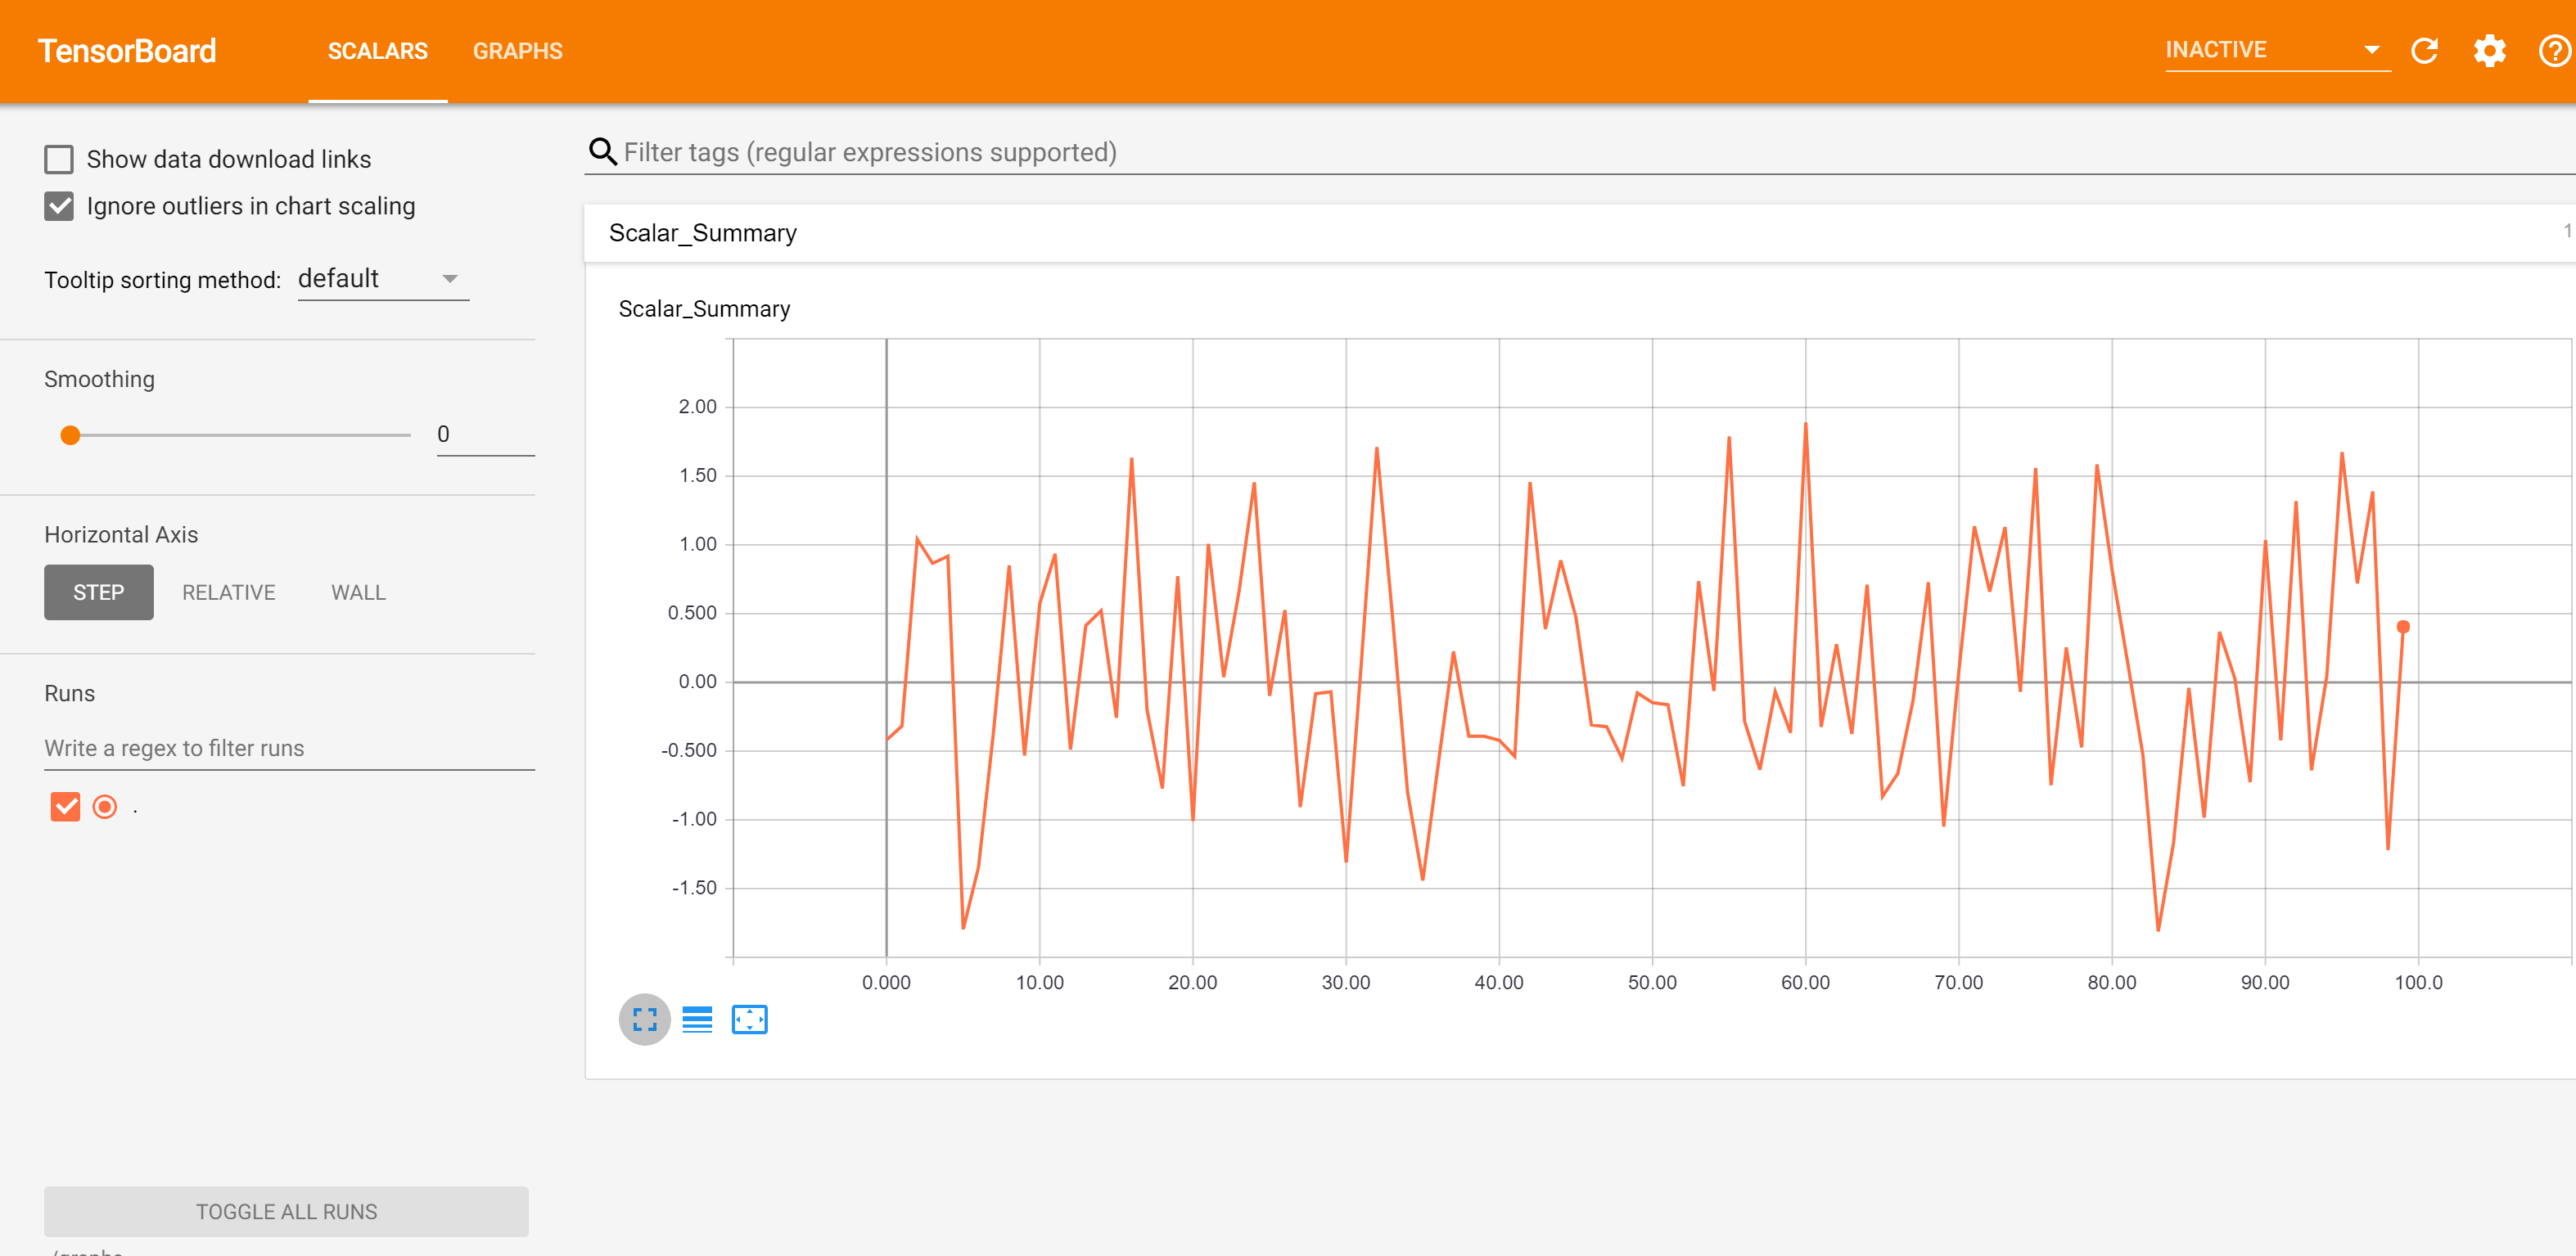 TensorBoard SCALARS GRAPHS INACTIVE
Show data download links
Ignore outliers in chart scaling
Tooltip sorting method: default
Smoothing
0
Horizontal Axis
STEP RELATIVE WALL
Runs
Write a regex to filter runs
.
TOGGLE ALL RUNS
Filter tags (regular expressions supported)
Scalar_Summary 1
Scalar_Summary
2.00
1.50
1.00
0.500
0.00
-0.500
-1.00
-1.50
0.000 10.00 20.00 30.00 40.00 50.00 60.00 70.00 80.00 90.00 100.0